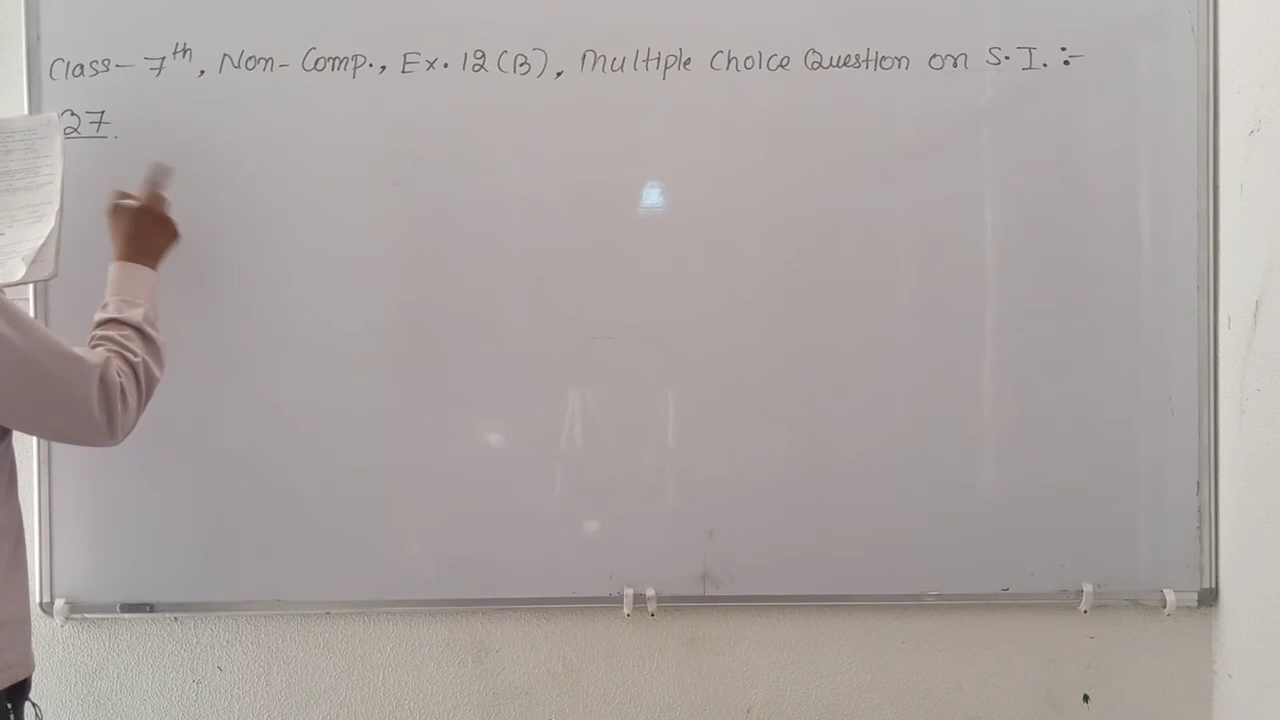 Class- 7th, Non-Comp., Ex. 12(B), Multiple Choice Question on S.I. :-
27.